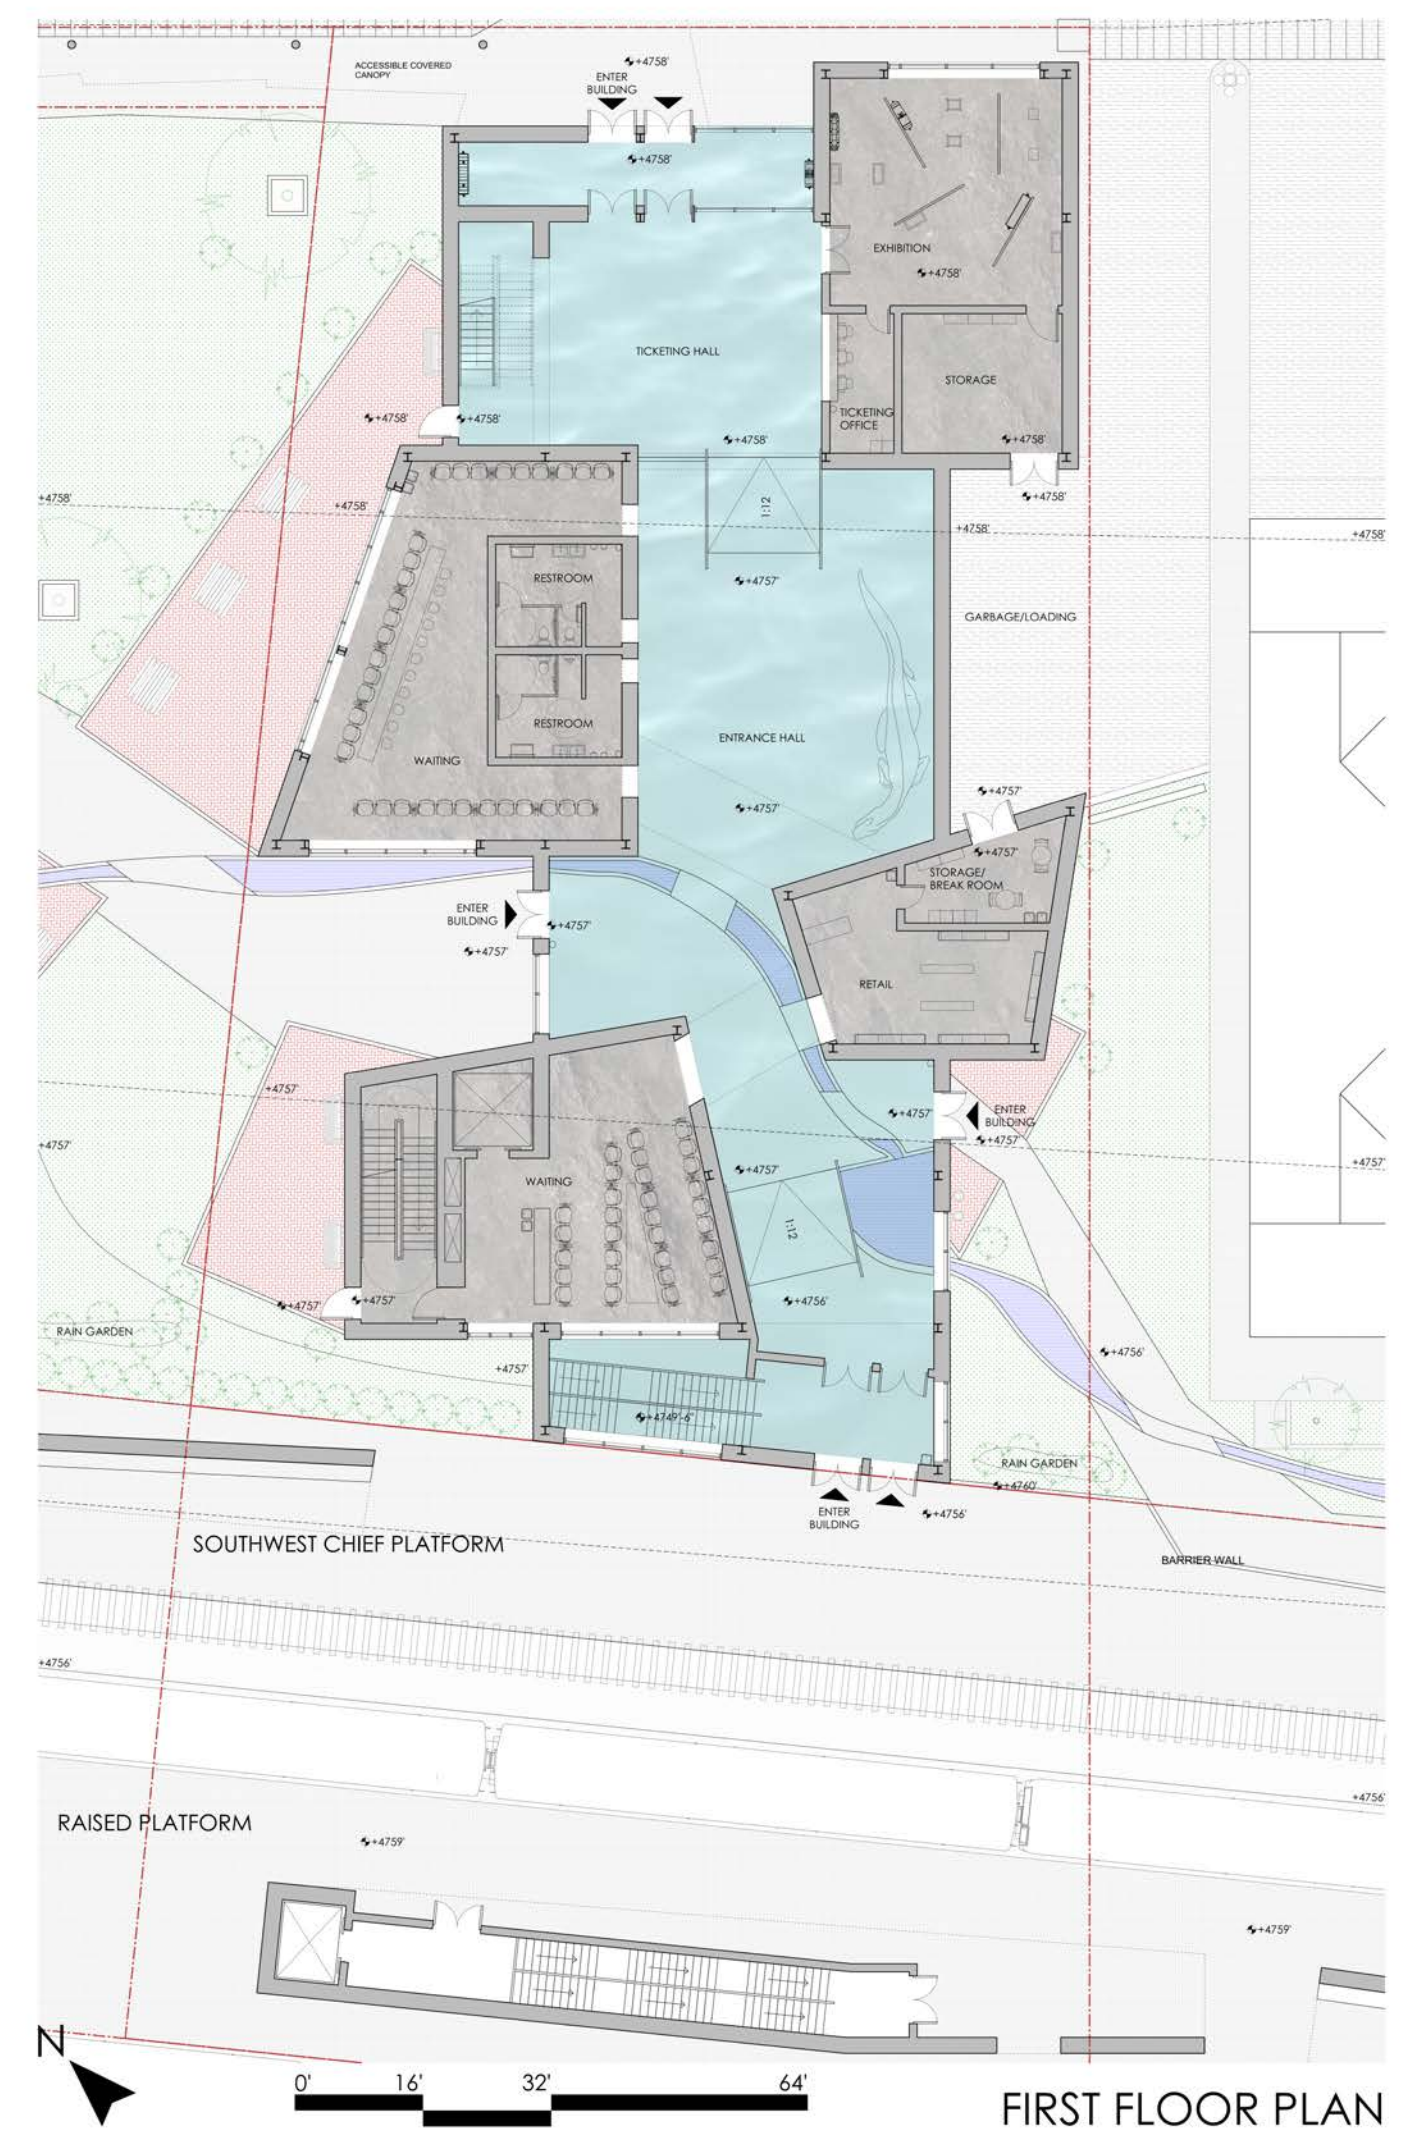 +4758'
ACCESSIBLE COVERED
CANOPY
ENTER
BUILDING
+4758'
EXHIBITION
+4758'
TICKETING HALL
STORAGE
TICKETING
OFFICE
+4758'
+4758'
+4758'
+4758'
+4758'
+4758'
+4758'
1:12
+4758'
+4758'
+4757'
RESTROOM
GARBAGE/LOADING
RESTROOM
ENTRANCE HALL
WAITING
+4757'
+4757'
+4757'
STORAGE/
BREAK ROOM
ENTER
BUILDING
+4757'
+4757'
RETAIL
+4757'
+4757'
ENTER
BUILDING
+4757'
+4757'
+4757'
+4757'
WAITING
1:12
+4757'
+4757'
+4756'
RAIN GARDEN
+4756'
+4757'
+4749'-6"
RAIN GARDEN
+4760'
ENTER
BUILDING
+4756'
SOUTHWEST CHIEF PLATFORM
BARRIER WALL
+4756'
+4756'
RAISED PLATFORM
+4759'
+4759'
N
0' 16' 32' 64'
FIRST FLOOR PLAN